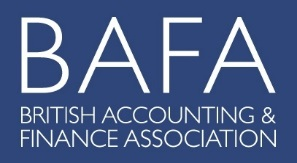 BAFA
BRITISH ACCOUNTING &
FINANCE ASSOCIATION